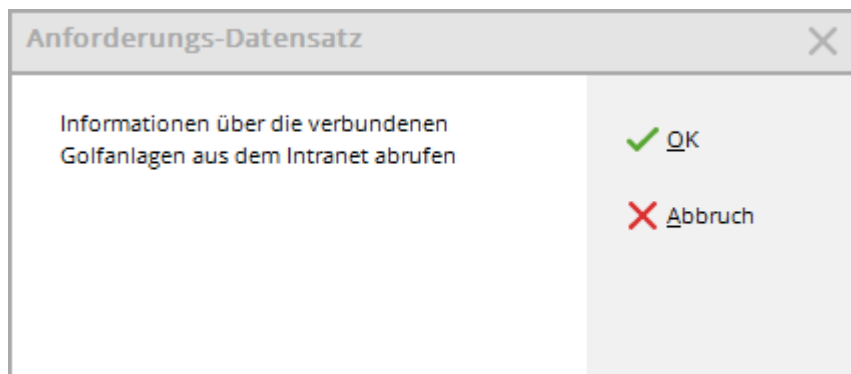 Anforderungs-Datensatz
Informationen über die verbundenen
Golfanlagen aus dem Intranet abrufen
OK
Abbruch